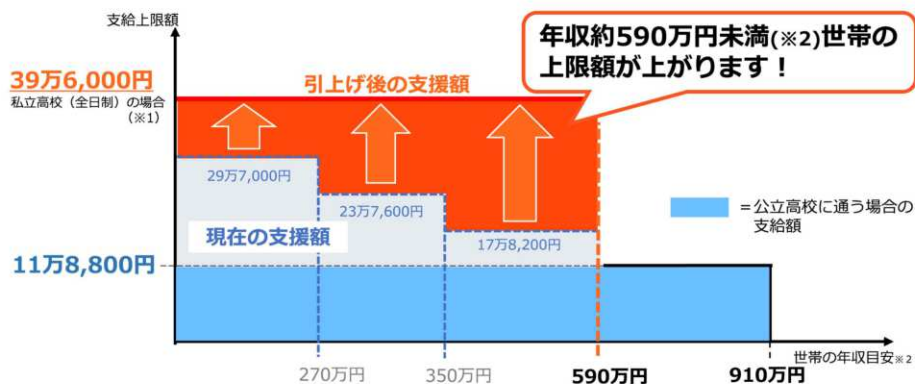 支給上限額
年収約590万円未満(※2)世帯の
上限額が上がります！
39万6,000円
私立高校（全日制）の場合
（※1）
引上げ後の支援額
29万7,000円
23万7,600円
17万8,200円
現在の支援額
＝公立高校に通う場合の
支給額
11万8,800円
世帯の年収目安※2
270万円
350万円
590万円
910万円